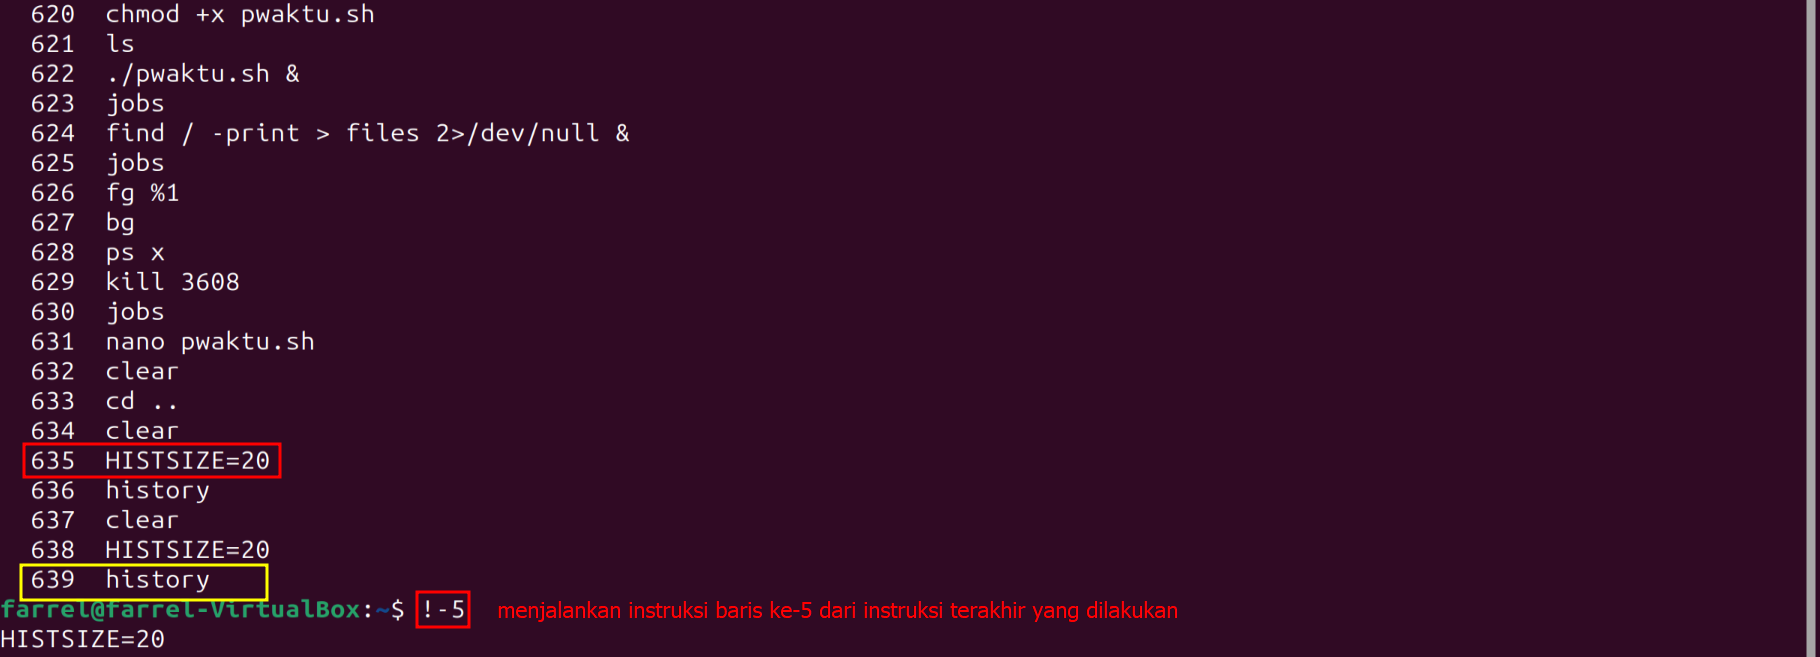 620 chmod +x pwaktu.sh
621 ls
622 ./pwaktu.sh &
623 jobs
624 find / -print > files 2>/dev/null &
625 jobs
626 fg %1
627 bg
628 ps x
629 kill 3608
630 jobs
631 nano pwaktu.sh
632 clear
633 cd ..
634 clear
635 HISTSIZE=20
636 history
637 clear
638 HISTSIZE=20
639 history
farrel@farrel-VirtualBox:~$ !-5 menjalankan instruksi baris ke-5 dari instruksi terakhir yang dilakukan
HISTSIZE=20